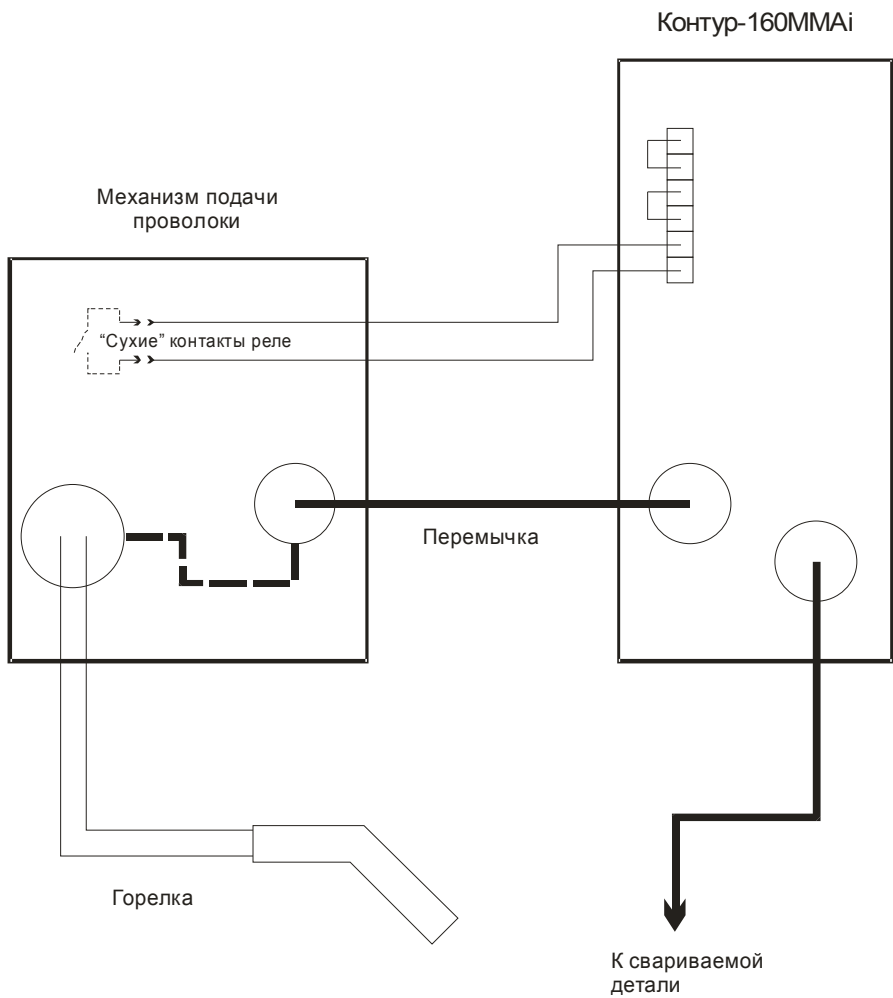 Контур-160MMAi
Механизм подачи
проволоки
“Сухие” контакты реле
Перемычка
Горелка
К свариваемой
детали